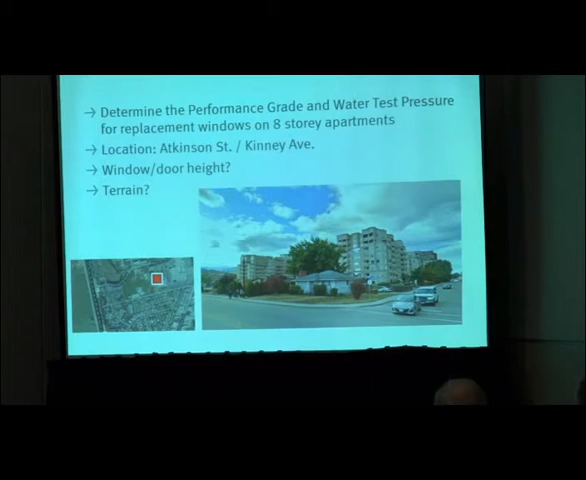 → Determine the Performance Grade and Water Test Pressure
for replacement windows on 8 storey apartments
→ Location: Atkinson St. / Kinney Ave.
→ Window/door height?
→ Terrain?